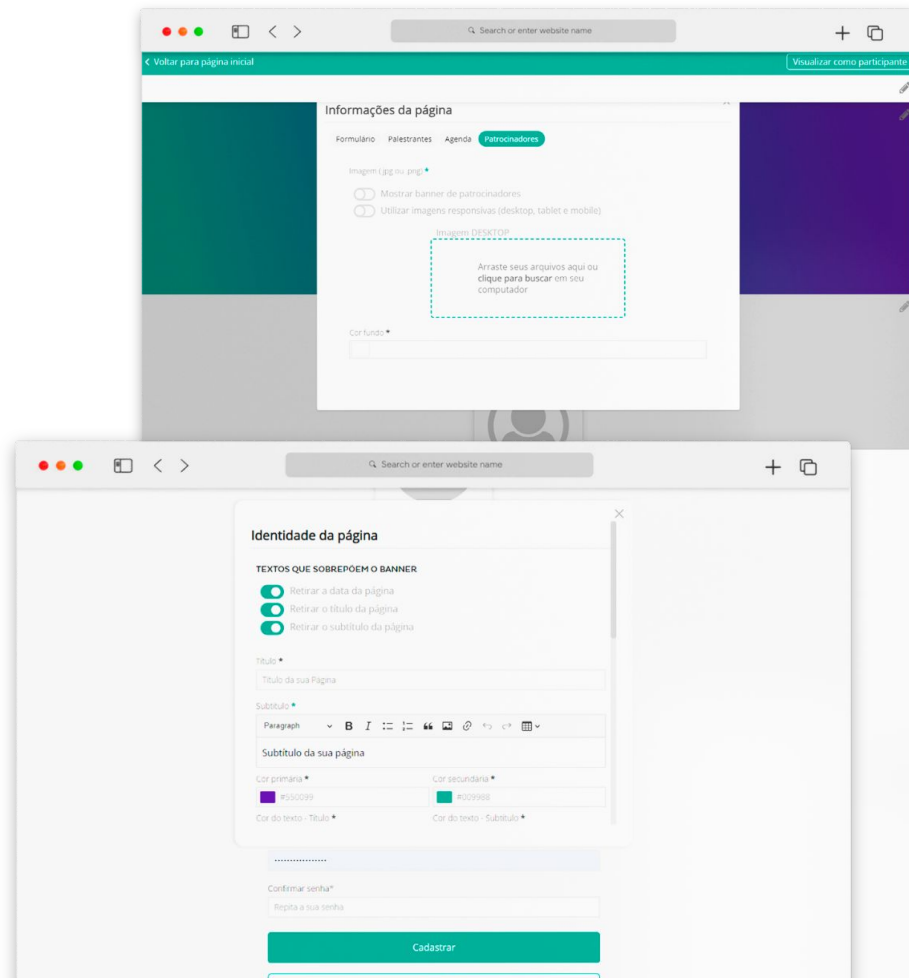 Search or enter website name
Voltar para página inicial
Visualizar como participante
Informações da página
Formulário Palestrantes Agenda Patrocinadores
Imagem (.jpg ou .png) *
Mostrar banner de patrocinadores
Utilizar imagens responsivas (desktop, tablet e mobile)
Imagem DESKTOP
Arraste seus arquivos aqui ou
clique para buscar em seu
computador
Cor fundo *
Search or enter website name
Identidade da página
TEXTOS QUE SOBREPÕEM O BANNER
Retirar a data da página
Retirar o título da página
Retirar o subtítulo da página
Título *
Título da sua Página
Subtítulo *
Paragraph B I
Subtítulo da sua página
Cor primária * Cor secundária *
#550099 #009988
Cor do texto - Título * Cor do texto - Subtítulo *
Confirmar senha*
Repita a sua senha
Cadastrar